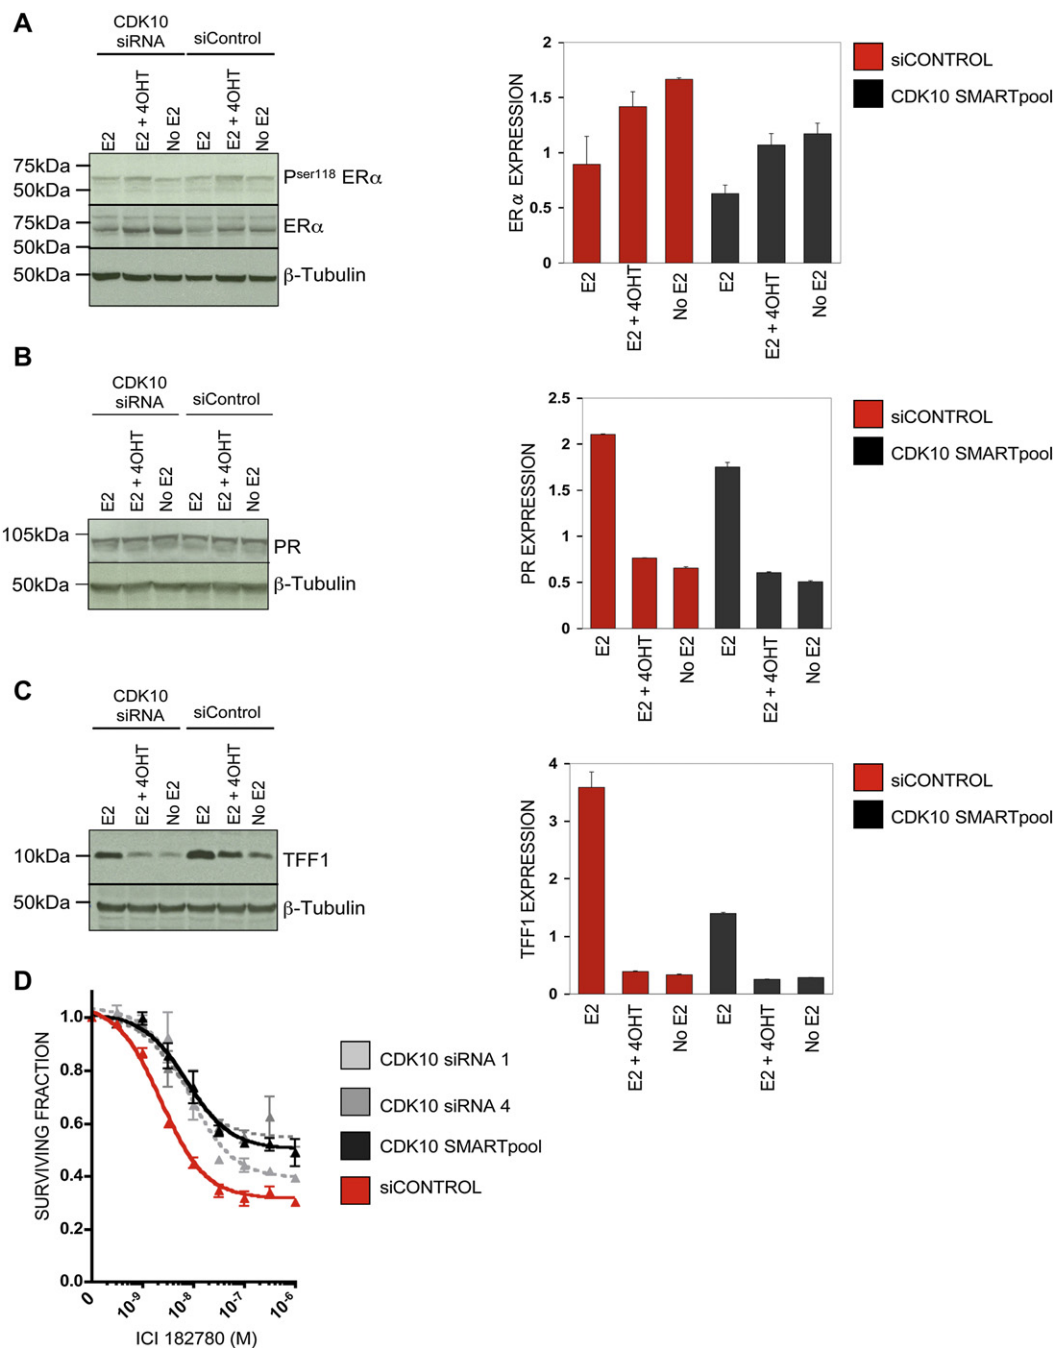 A
CDK10
siRNA
siControl
E2
E2 + 4OHT
No E2
E2
E2 + 4OHT
No E2
75kDa
50kDa
Pser118 ERα
75kDa
50kDa
ERα
50kDa
β-Tubulin
ERα EXPRESSION
2
1.5
1
0.5
0
E2
E2 + 4OHT
No E2
E2
E2 + 4OHT
No E2
siCONTROL
CDK10 SMARTpool
B
CDK10
siRNA
siControl
E2
E2 + 4OHT
No E2
E2
E2 + 4OHT
No E2
105kDa
PR
50kDa
β-Tubulin
PR EXPRESSION
2.5
2
1.5
1
0.5
0
E2
E2 + 4OHT
No E2
E2
E2 + 4OHT
No E2
siCONTROL
CDK10 SMARTpool
C
CDK10
siRNA
siControl
E2
E2 + 4OHT
No E2
E2
E2 + 4OHT
No E2
10kDa
TFF1
50kDa
β-Tubulin
TFF1 EXPRESSION
4
3
2
1
0
E2
E2 + 4OHT
No E2
E2
E2 + 4OHT
No E2
siCONTROL
CDK10 SMARTpool
D
SURVIVING FRACTION
1.0
0.8
0.6
0.4
0.2
0.0
0
10-9
10-8
10-7
10-6
ICI 182780 (M)
CDK10 siRNA 1
CDK10 siRNA 4
CDK10 SMARTpool
siCONTROL